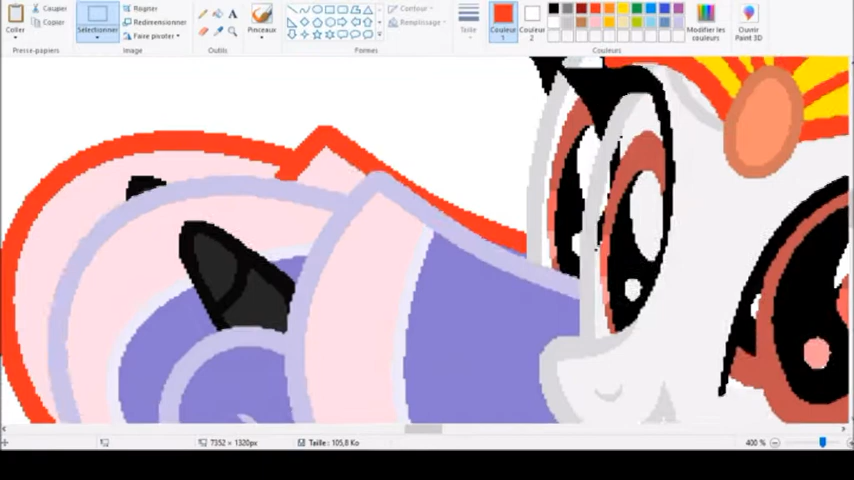 Couper
Copier
Coller
Presse-papiers
Sélectionner
Rogner
Redimensionner
Faire pivoter
Image
Outils
Pinceaux
Contour
Remplissage
Formes
Taille
Couleur 1
Couleur 2
Modifier les couleurs
Ouvrir Paint 3D
Couleurs
7352 × 1320px
Taille : 105,8 Ko
400 %